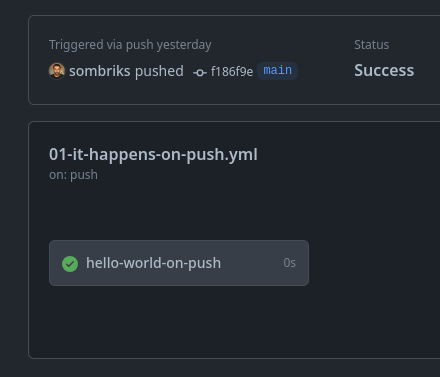 Triggered via push yesterday
Status
sombriks pushed f186f9e main
Success
01-it-happens-on-push.yml
on: push
hello-world-on-push 0s